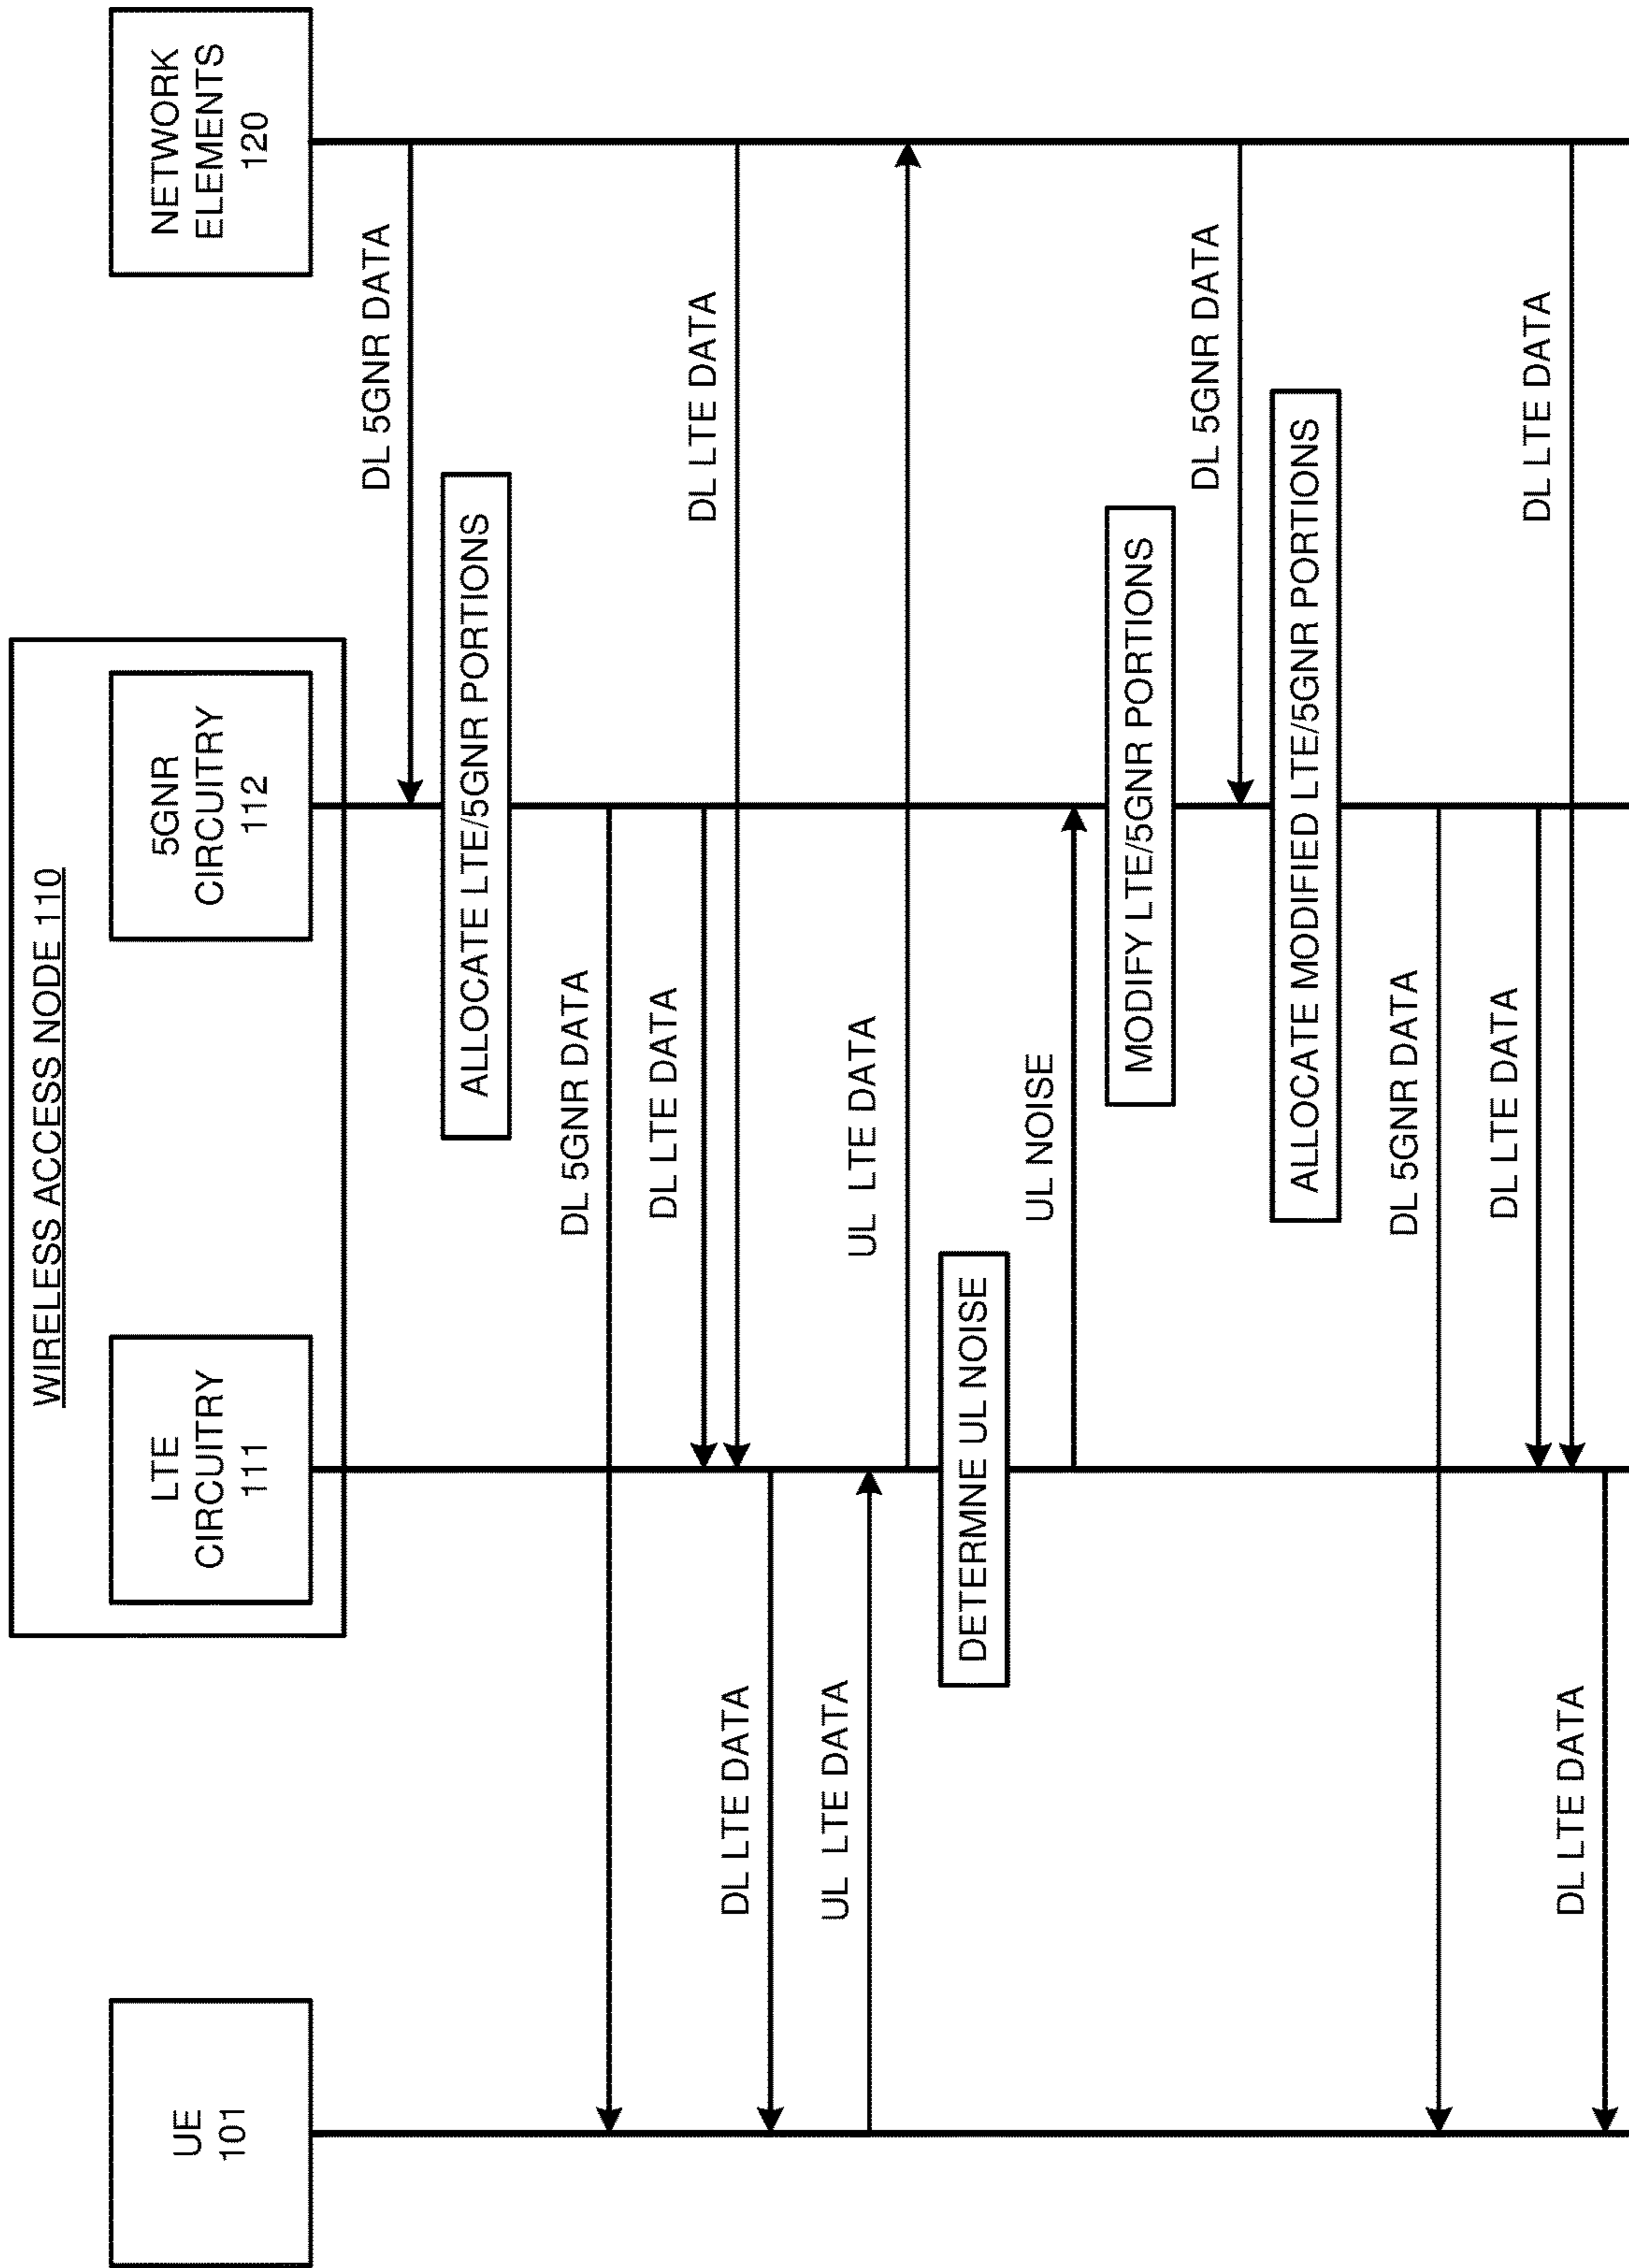 WIRELESS ACCESS NODE 110
UE
101
LTE
CIRCUITRY
111
5GNR
CIRCUITRY
112
NETWORK
ELEMENTS
120
DL 5GNR DATA
ALLOCATE LTE/5GNR PORTIONS
DL 5GNR DATA
DL LTE DATA
DL LTE DATA
DL LTE DATA
UL LTE DATA
UL LTE DATA
DETERMINE UL NOISE
UL NOISE
MODIFY LTE/5GNR PORTIONS
DL 5GNR DATA
ALLOCATE MODIFIED LTE/5GNR PORTIONS
DL 5GNR DATA
DL LTE DATA
DL LTE DATA
DL LTE DATA